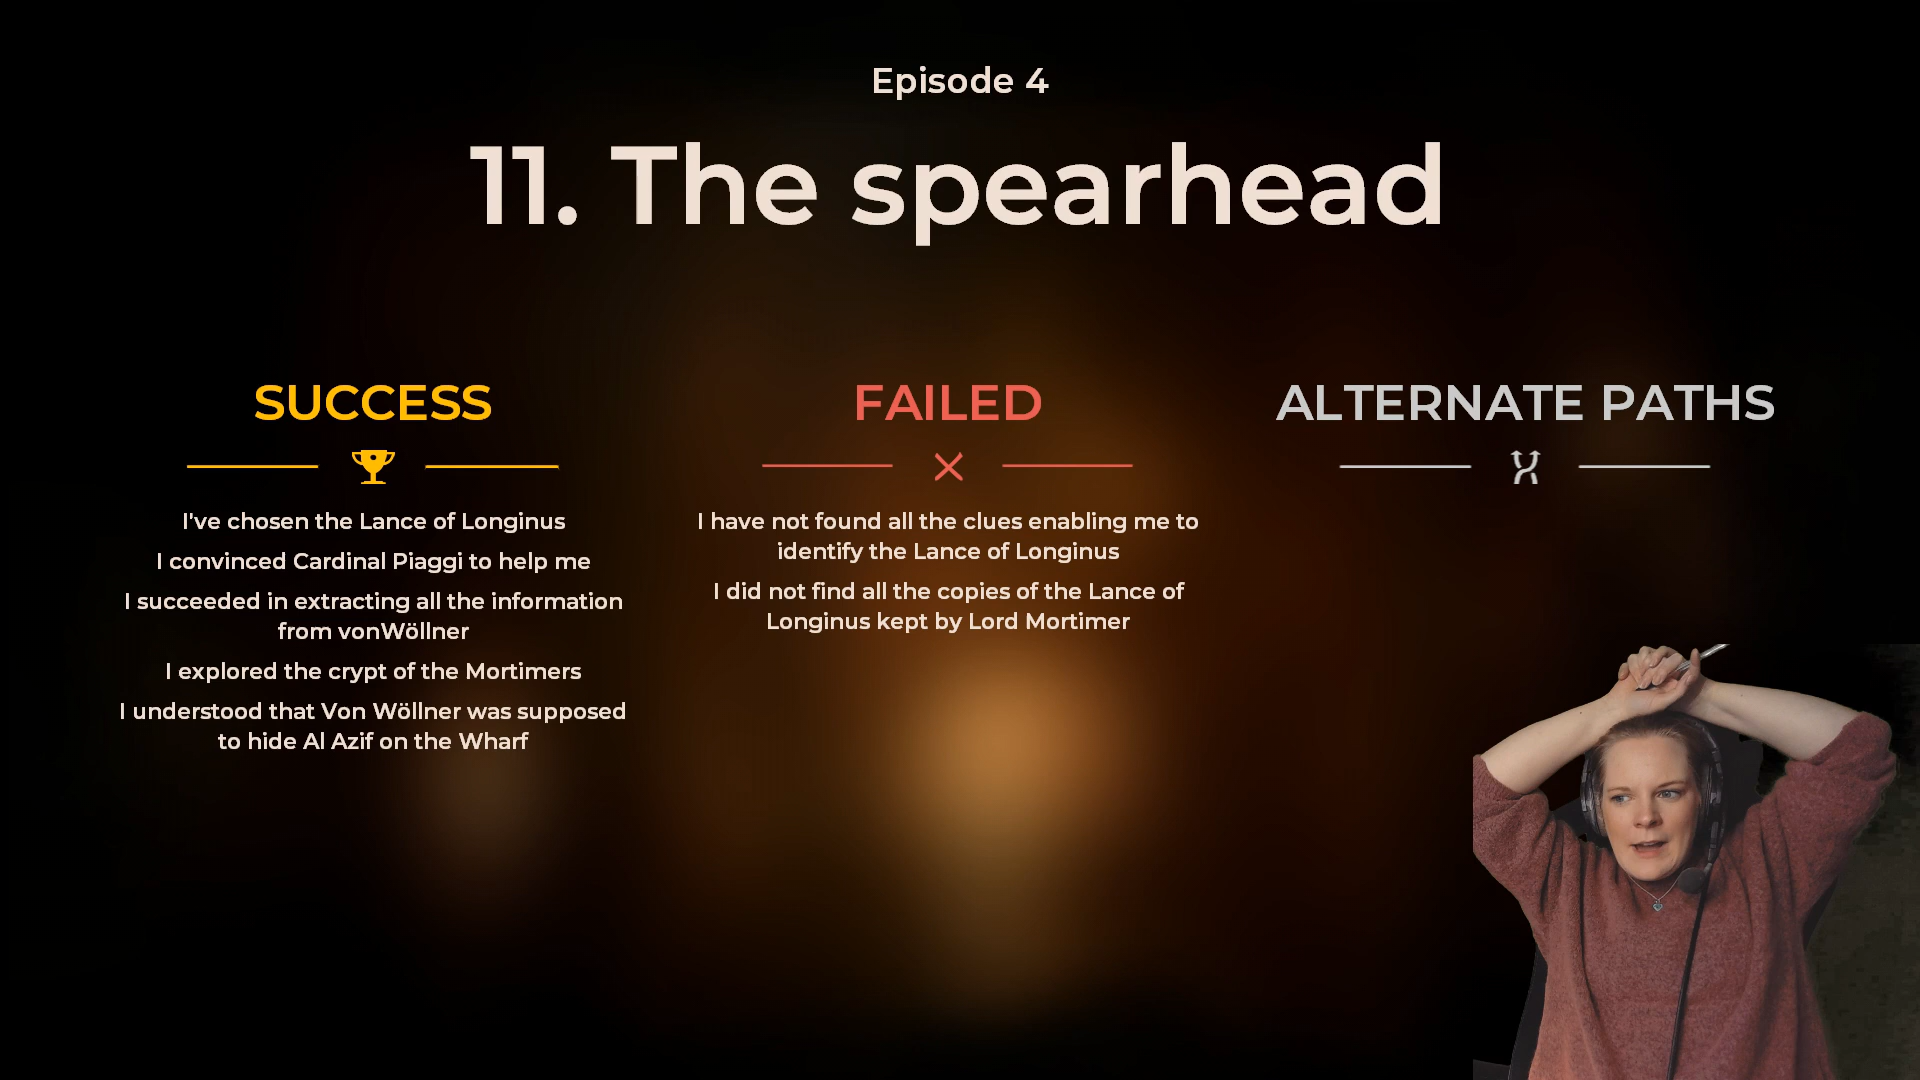 Episode 4
11. The spearhead
SUCCESS
I've chosen the Lance of Longinus
I convinced Cardinal Piaggi to help me
I succeeded in extracting all the information
from vonWöllner
I explored the crypt of the Mortimers
I understood that Von Wöllner was supposed
to hide Al Azif on the Wharf
FAILED
I have not found all the clues enabling me to
identify the Lance of Longinus
I did not find all the copies of the Lance of
Longinus kept by Lord Mortimer
ALTERNATE PATHS